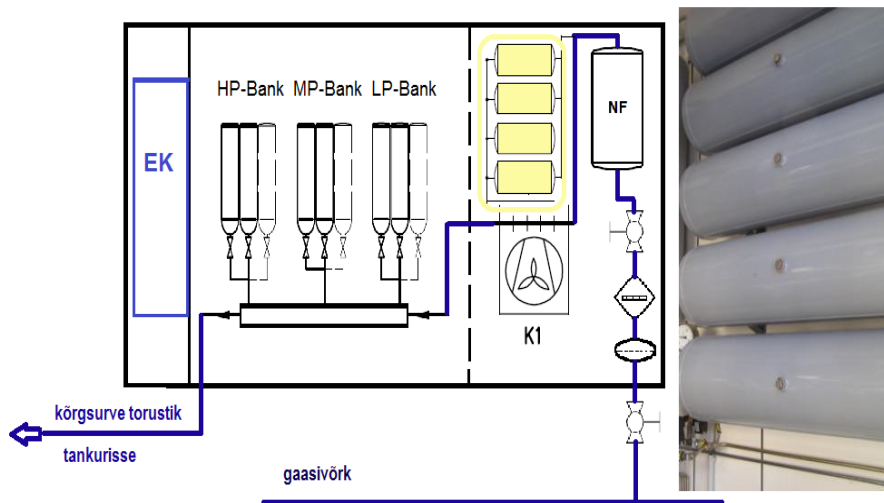 HP-Bank MP-Bank LP-Bank
NF
EK
K1
kõrgsurve torustik
tankurisse
gaasivõrk